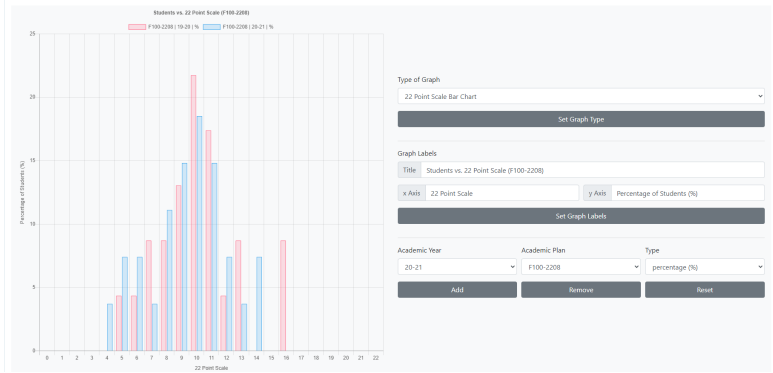 Students vs. 22 Point Scale (F100-2208)
F100-2208 | 19-20 | %
F100-2208 | 20-21 | %
Percentage of Students (%)
25
20
15
10
5
0
0 1 2 3 4 5 6 7 8 9 10 11 12 13 14 15 16 17 18 19 20 21 22
22 Point Scale
Type of Graph
22 Point Scale Bar Chart
Set Graph Type
Graph Labels
Title Students vs. 22 Point Scale (F100-2208)
x Axis 22 Point Scale y Axis Percentage of Students (%)
Set Graph Labels
Academic Year Academic Plan Type
20-21 F100-2208 percentage (%)
Add Remove Reset